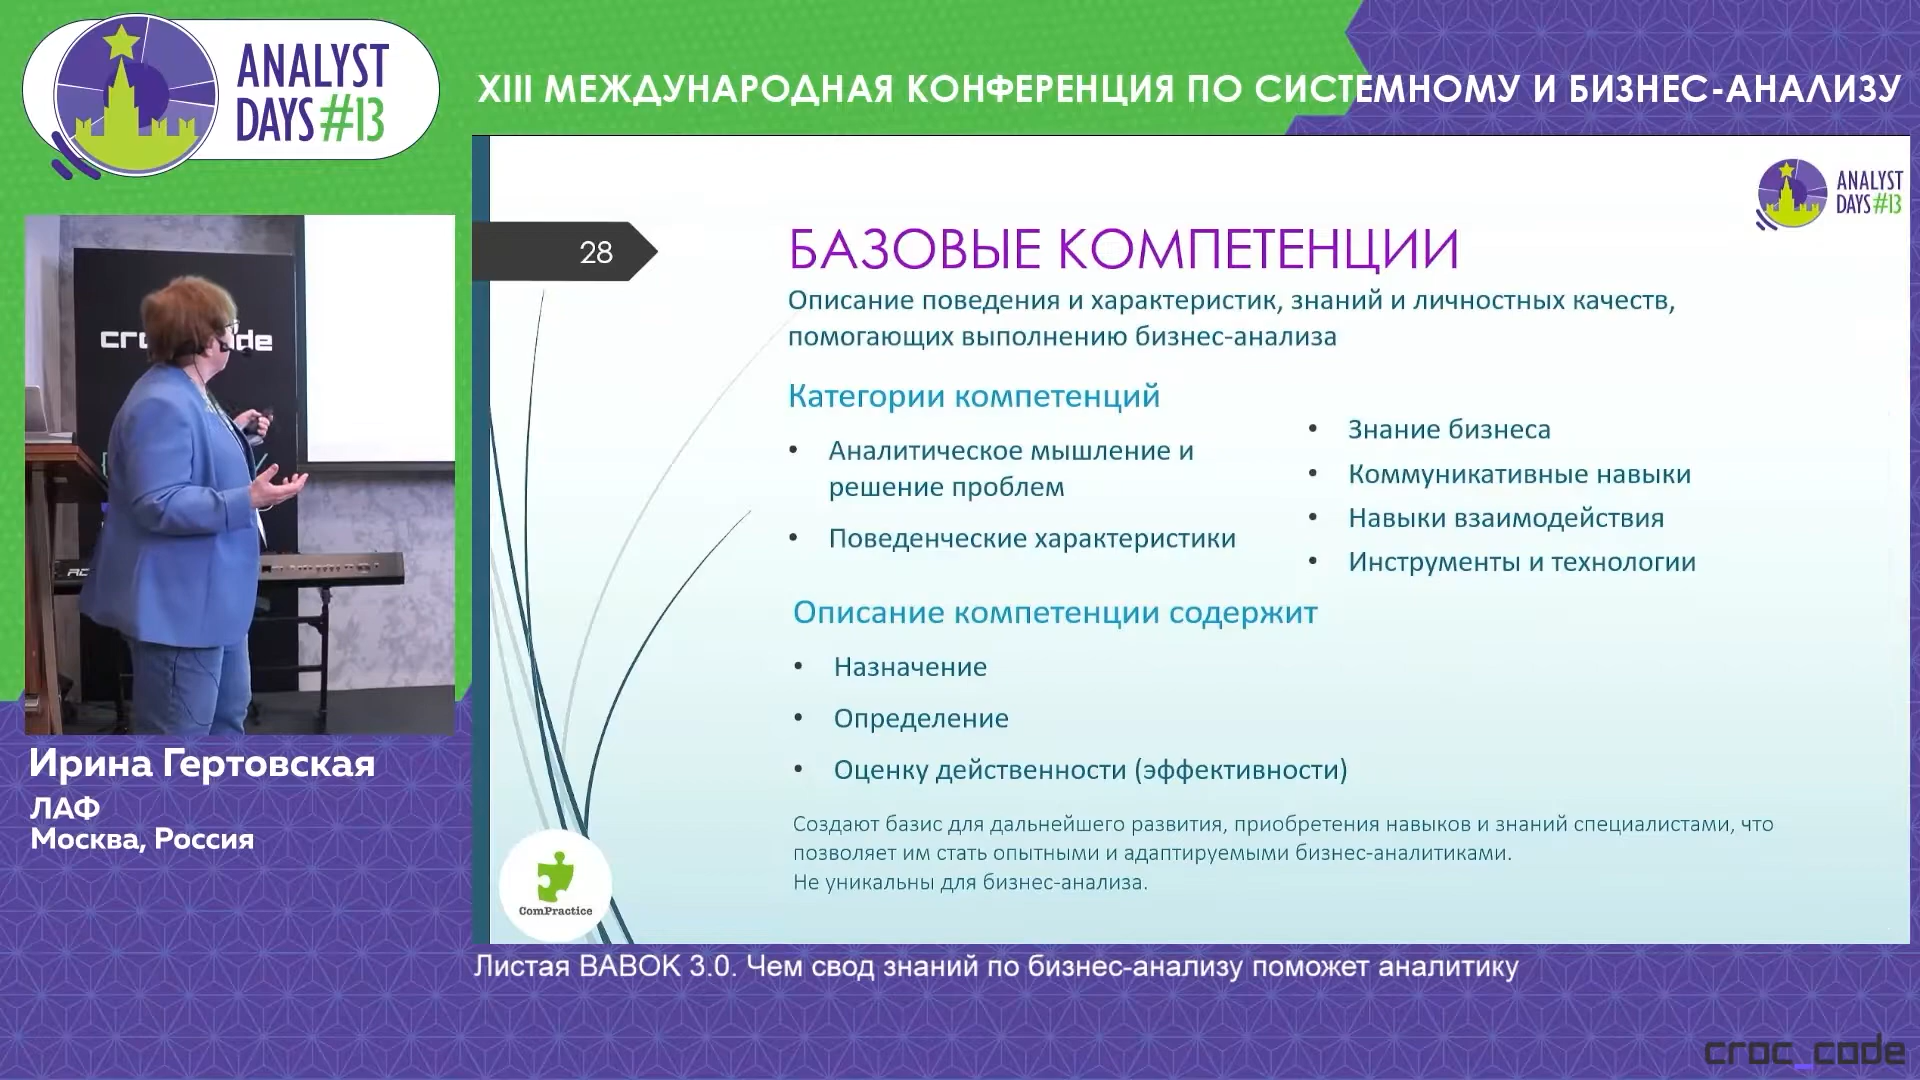 ANALYST
DAYS #13
XIII МЕЖДУНАРОДНАЯ КОНФЕРЕНЦИЯ ПО СИСТЕМНОМУ И БИЗНЕС-АНАЛИЗУ
ANALYST
DAYS#13
28
БАЗОВЫЕ КОМПЕТЕНЦИИ
Описание поведения и характеристик, знаний и личностных качеств,
помогающих выполнению бизнес-анализа
Категории компетенций
• Аналитическое мышление и
решение проблем
• Поведенческие характеристики
• Знание бизнеса
• Коммуникативные навыки
• Навыки взаимодействия
• Инструменты и технологии
Описание компетенции содержит
• Назначение
• Определение
• Оценку действенности (эффективности)
Создают базис для дальнейшего развития, приобретения навыков и знаний специалистами, что
позволяет им стать опытными и адаптируемыми бизнес-аналитиками.
Не уникальны для бизнес-анализа.
ComPractice
Ирина Гертовская
ЛАФ
Москва, Россия
Листая BABOK 3.0. Чем свод знаний по бизнес-анализу поможет аналитику
croc_code